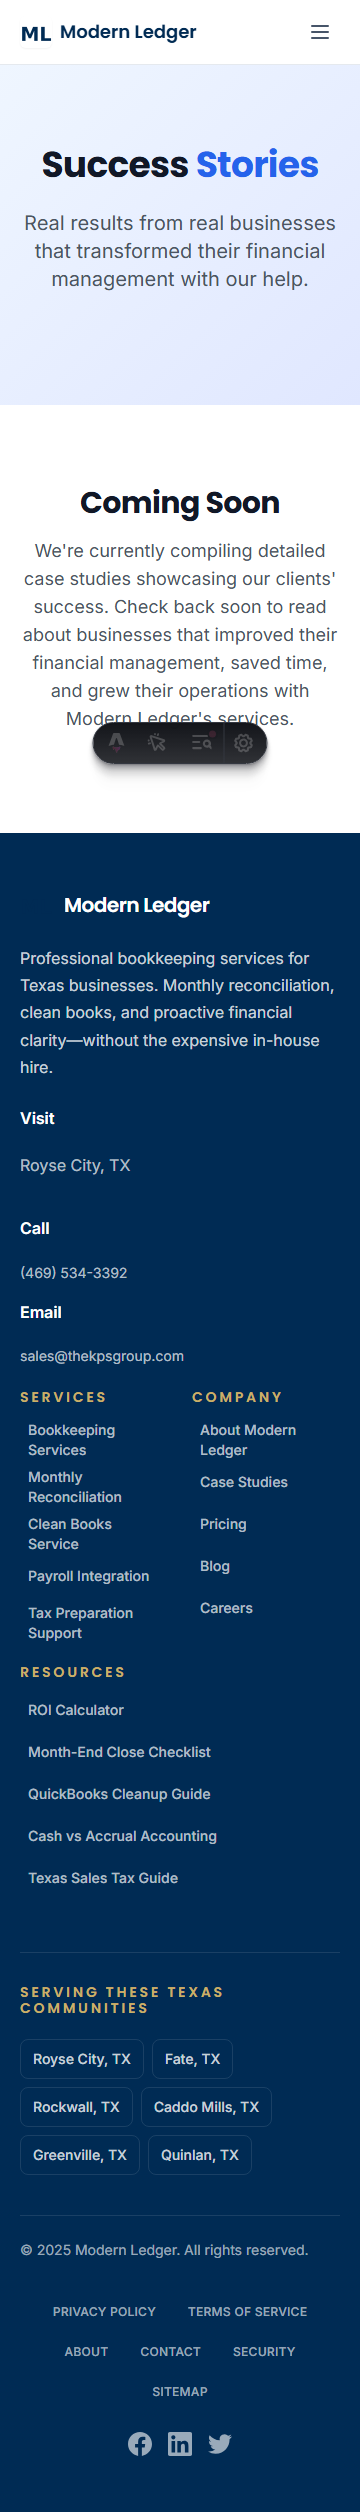 ML Modern Ledger
Success Stories
Real results from real businesses
that transformed their financial
management with our help.
Coming Soon
We're currently compiling detailed
case studies showcasing our clients'
success. Check back soon to read
about businesses that improved their
financial management, saved time,
and grew their operations with
Modern Ledger's services.
Modern Ledger
Professional bookkeeping services for
Texas businesses. Monthly reconciliation,
clean books, and proactive financial
clarity—without the expensive in-house
hire.
Visit
Royse City, TX
Call
(469) 534-3392
Email
sales@thekpsgroup.com
SERVICES
Bookkeeping
Services
Monthly
Reconciliation
Clean Books
Service
Payroll Integration
Tax Preparation
Support
COMPANY
About Modern
Ledger
Case Studies
Pricing
Blog
Careers
RESOURCES
ROI Calculator
Month-End Close Checklist
QuickBooks Cleanup Guide
Cash vs Accrual Accounting
Texas Sales Tax Guide
SERVING THESE TEXAS
COMMUNITIES
Royse City, TX
Fate, TX
Rockwall, TX
Caddo Mills, TX
Greenville, TX
Quinlan, TX
© 2025 Modern Ledger. All rights reserved.
PRIVACY POLICY
TERMS OF SERVICE
ABOUT
CONTACT
SECURITY
SITEMAP